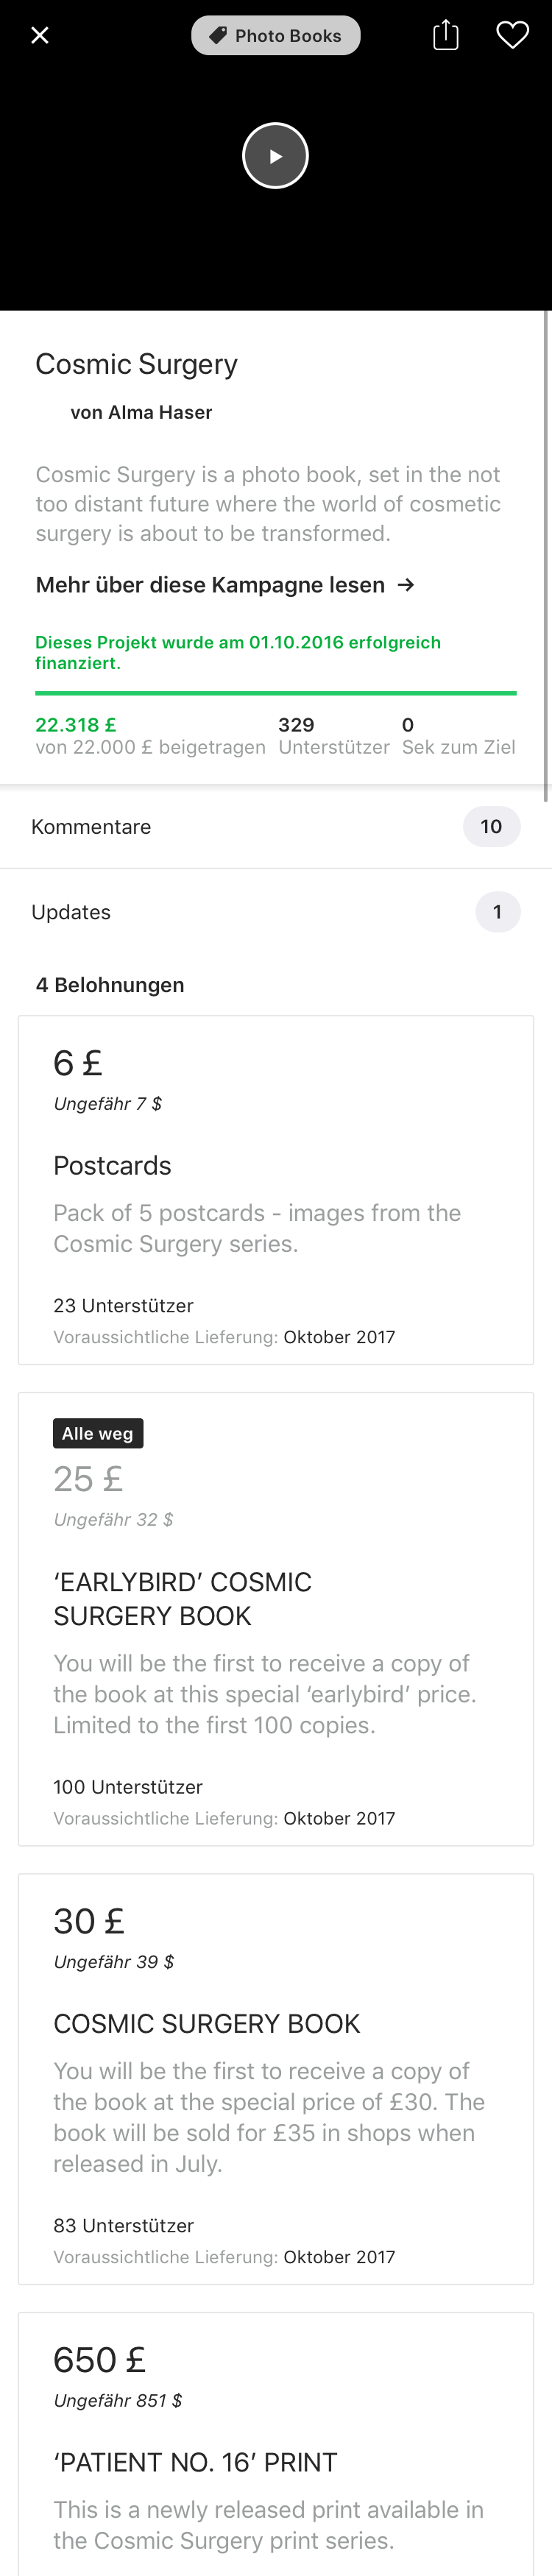 Photo Books
Cosmic Surgery
von Alma Haser
Cosmic Surgery is a photo book, set in the not
too distant future where the world of cosmetic
surgery is about to be transformed.
Mehr über diese Kampagne lesen →
Dieses Projekt wurde am 01.10.2016 erfolgreich
finanziert.
22.318 £ 329 0
von 22.000 £ beigetragen Unterstützer Sek zum Ziel
Kommentare 10
Updates 1
4 Belohnungen
6 £
Ungefähr 7 $
Postcards
Pack of 5 postcards - images from the
Cosmic Surgery series.
23 Unterstützer
Voraussichtliche Lieferung: Oktober 2017
Alle weg
25 £
Ungefähr 32 $
‘EARLYBIRD’ COSMIC
SURGERY BOOK
You will be the first to receive a copy of
the book at this special ‘earlybird’ price.
Limited to the first 100 copies.
100 Unterstützer
Voraussichtliche Lieferung: Oktober 2017
30 £
Ungefähr 39 $
COSMIC SURGERY BOOK
You will be the first to receive a copy of
the book at the special price of £30. The
book will be sold for £35 in shops when
released in July.
83 Unterstützer
Voraussichtliche Lieferung: Oktober 2017
650 £
Ungefähr 851 $
‘PATIENT NO. 16’ PRINT
This is a newly released print available in
the Cosmic Surgery print series.